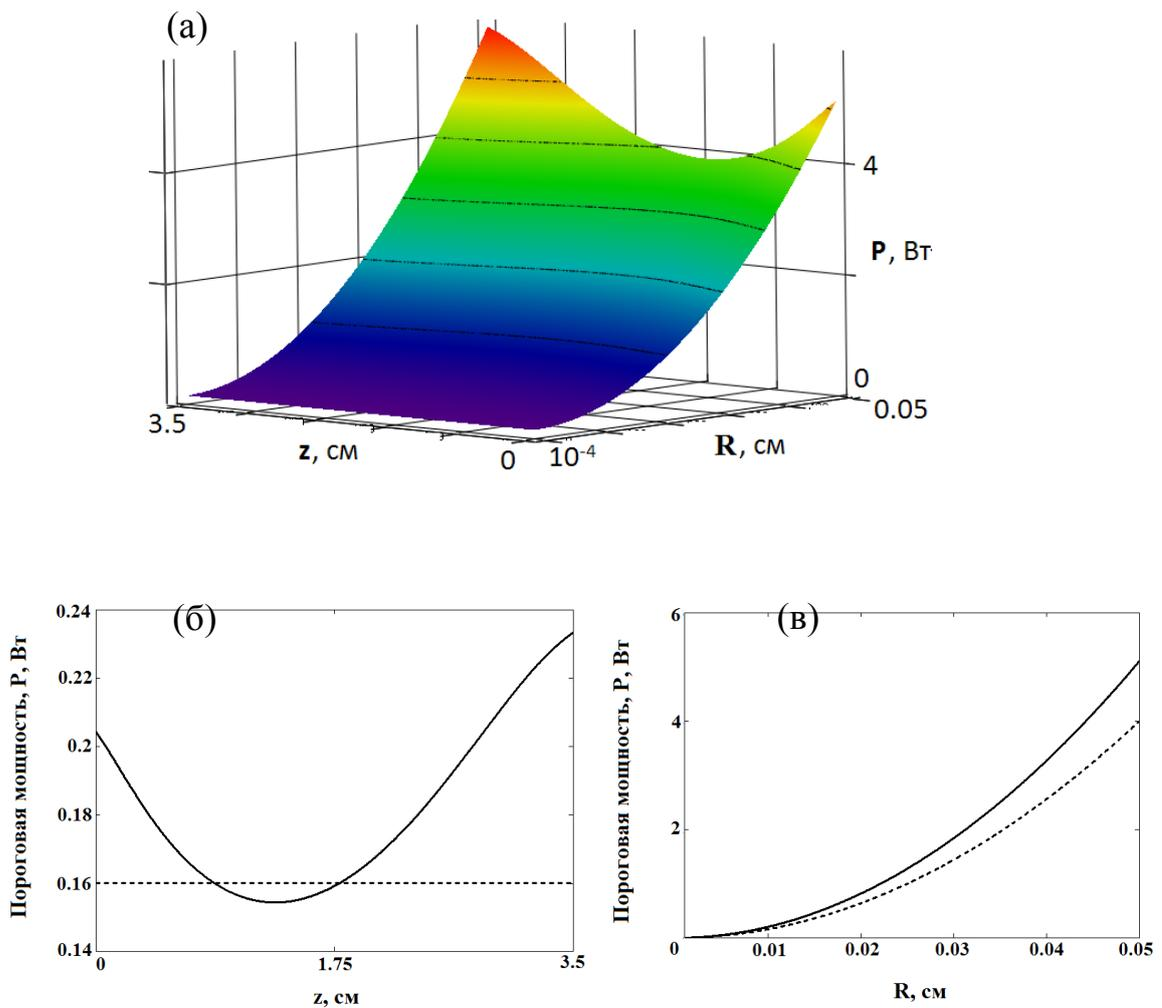 (а)
4
P, Вт
0
0.05
3.5
z, см
R, см
0
10-4
(б)
0.24
0.22
0.2
0.18
0.16
0.14
0
1.75
3.5
Пороговая мощность, P, Вт
z, см
(в)
6
4
2
0
0.01
0.02
0.03
0.04
0.05
Пороговая мощность, P, Вт
R, см